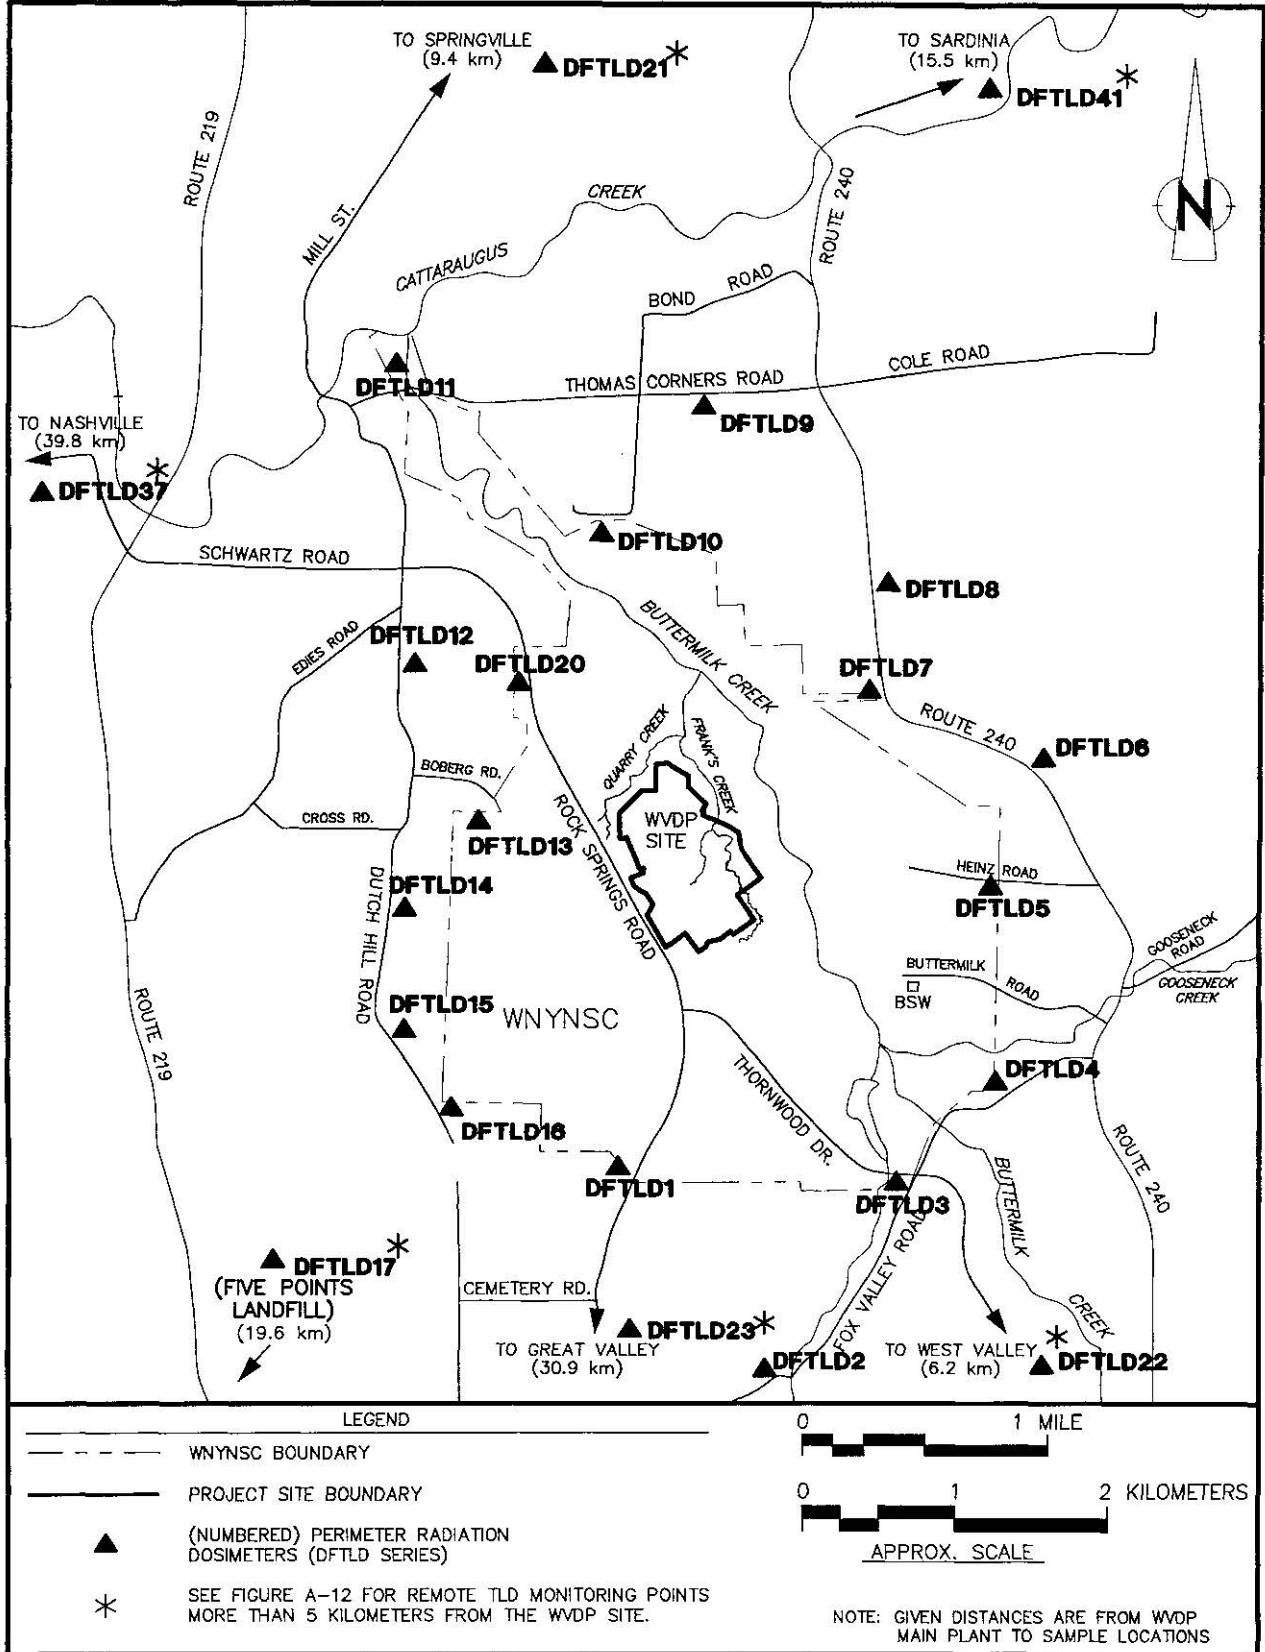 TO SPRINGVILLE
(9.4 km)
DFTLD21*
TO SARDINIA
(15.5 km)
DFTLD41*
ROUTE 219
MILL ST.
CREEK
CATTARAUGUS
ROUTE 240
N
BOND ROAD
COLE ROAD
THOMAS CORNERS ROAD
DFTLD11
DFTLD9
TO NASHVILLE
(39.8 km)
DFTLD37*
DFTLD10
SCHWARTZ ROAD
DFTLD8
EDIES ROAD
DFTLD12
DFTLD20
BUTTERMILK CREEK
DFTLD7
ROUTE 240
DFTLD6
QUARRY CREEK
FRANK'S CREEK
BOBERG RD.
CROSS RD.
DFTLD13
ROCK SPRINGS ROAD
WVDP
SITE
HEINZ ROAD
DFTLD5
DFTLD14
DUTCH HILL ROAD
GOOSENECK
ROAD
GOOSENECK
CREEK
BUTTERMILK ROAD
BSW
DFTLD15
WNYNSC
ROUTE 219
THORNWOOD DR.
DFTLD4
DFTLD16
ROUTE 240
DFTLD1
DFTLD3
BUTTERMILK CREEK
FOX VALLEY ROAD
DFTLD17*
(FIVE POINTS
LANDFILL)
(19.6 km)
CEMETERY RD.
DFTLD23*
TO GREAT VALLEY
(30.9 km)
DFTLD2
TO WEST VALLEY
(6.2 km)
DFTLD22*
LEGEND
WNYNSC BOUNDARY
PROJECT SITE BOUNDARY
(NUMBERED) PERIMETER RADIATION
DOSIMETERS (DFTLD SERIES)
* SEE FIGURE A-12 FOR REMOTE TLD MONITORING POINTS
MORE THAN 5 KILOMETERS FROM THE WVDP SITE.
0 1 MILE
0 1 2 KILOMETERS
APPROX. SCALE
NOTE: GIVEN DISTANCES ARE FROM WVDP
MAIN PLANT TO SAMPLE LOCATIONS